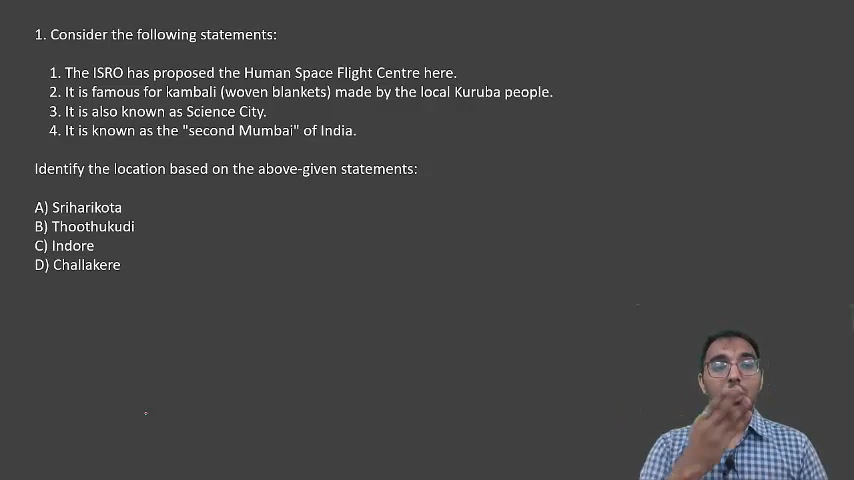 1. Consider the following statements:
1. The ISRO has proposed the Human Space Flight Centre here.
2. It is famous for kambali (woven blankets) made by the local Kuruba people.
3. It is also known as Science City.
4. It is known as the "second Mumbai" of India.
Identify the location based on the above-given statements:
A) Sriharikota
B) Thoothukudi
C) Indore
D) Challakere